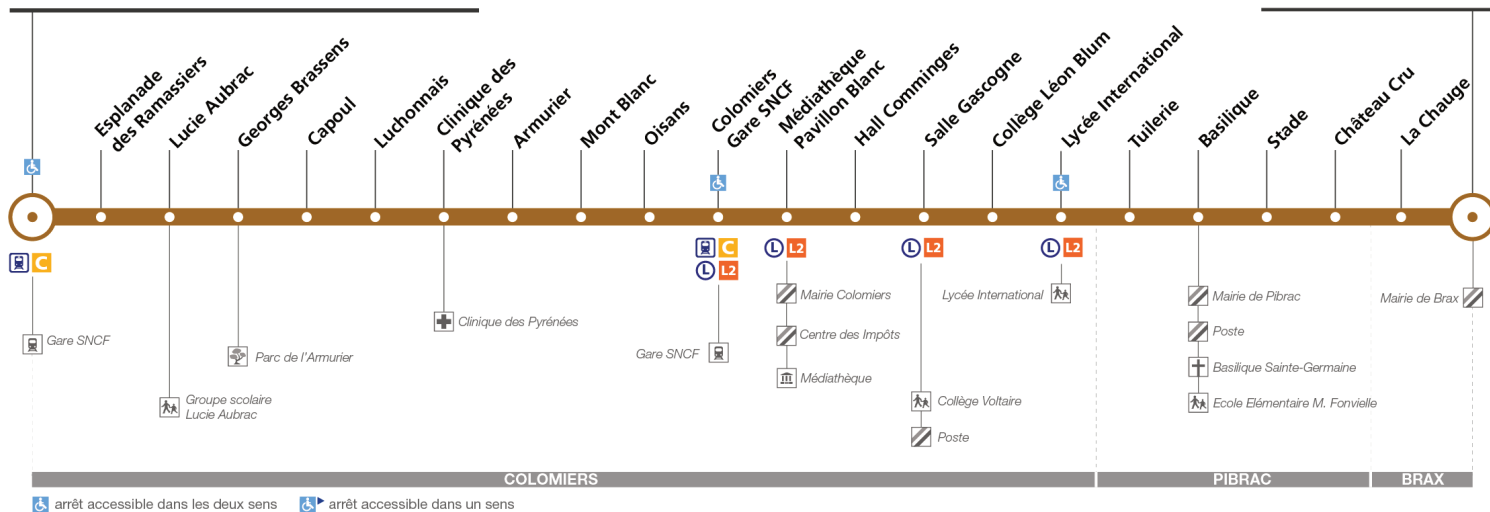 Esplanade
des Ramassiers
Lucie Aubrac
Georges Brassens
Capoul
Luchonnais
Clinique des
Pyrénées
Armurier
Mont Blanc
Oisans
Colomiers
Gare SNCF
Médiathèque
Pavillon Blanc
Hall Comminges
Salle Gascogne
Collège Léon Blum
Lycée International
Tuilerie
Basilique
Stade
Château Cru
La Chauge
C
C
L L2
L L2
L L2
L L2
Gare SNCF
Groupe scolaire
Lucie Aubrac
Parc de l'Armurier
Clinique des Pyrénées
Gare SNCF
Mairie Colomiers
Centre des Impôts
Médiathèque
Collège Voltaire
Poste
Lycée International
Mairie de Pibrac
Poste
Basilique Sainte-Germaine
Ecole Elémentaire M. Fonvielle
Mairie de Brax
COLOMIERS
PIBRAC
BRAX
arrêt accessible dans les deux sens
arrêt accessible dans un sens